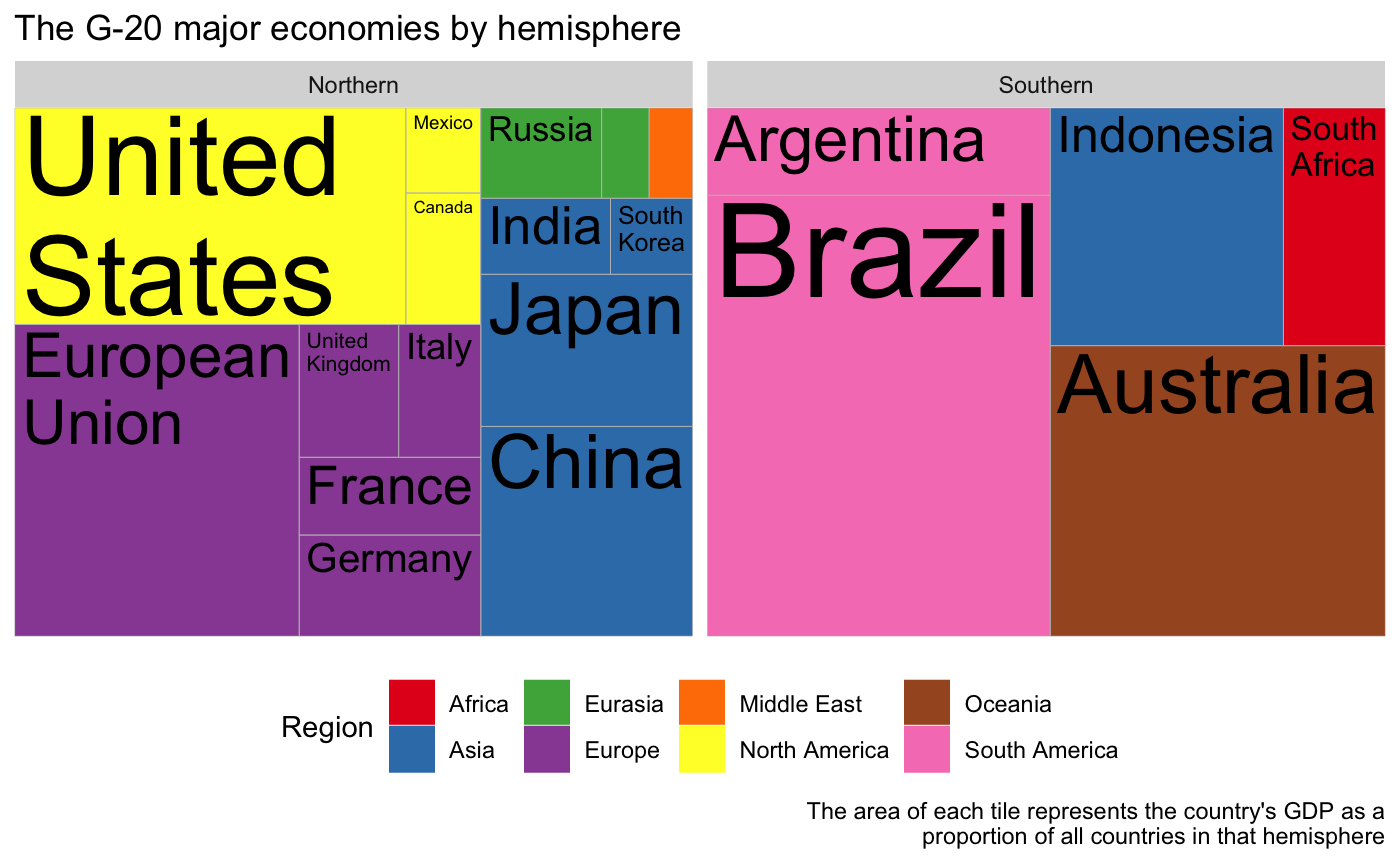 The G-20 major economies by hemisphere
Northern
Southern
United
States
Mexico
Canada
Russia
India
South
Korea
Japan
China
European
Union
United
Kingdom
Italy
France
Germany
Argentina
Brazil
Indonesia
South
Africa
Australia
Region
Africa
Asia
Eurasia
Europe
Middle East
North America
Oceania
South America
The area of each tile represents the country's GDP as a
proportion of all countries in that hemisphere